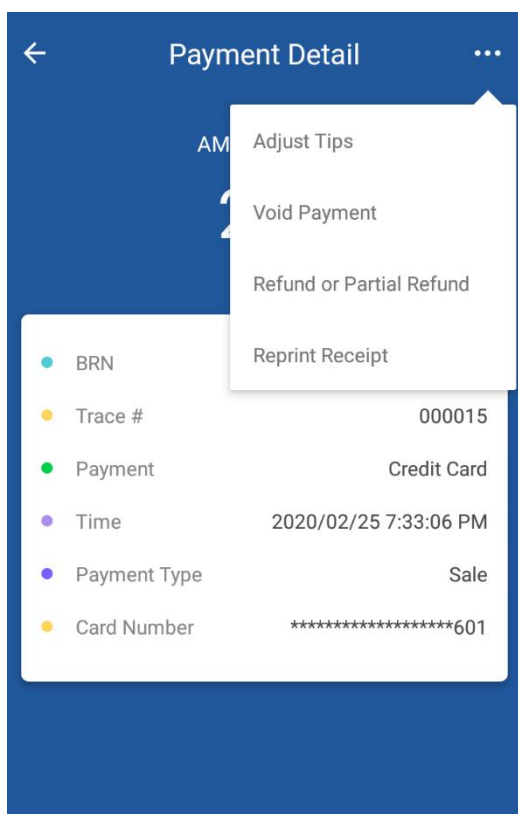 Payment Detail
AM
Adjust Tips
Void Payment
Refund or Partial Refund
Reprint Receipt
BRN
Trace # 000015
Payment Credit Card
Time 2020/02/25 7:33:06 PM
Payment Type Sale
Card Number *******************601